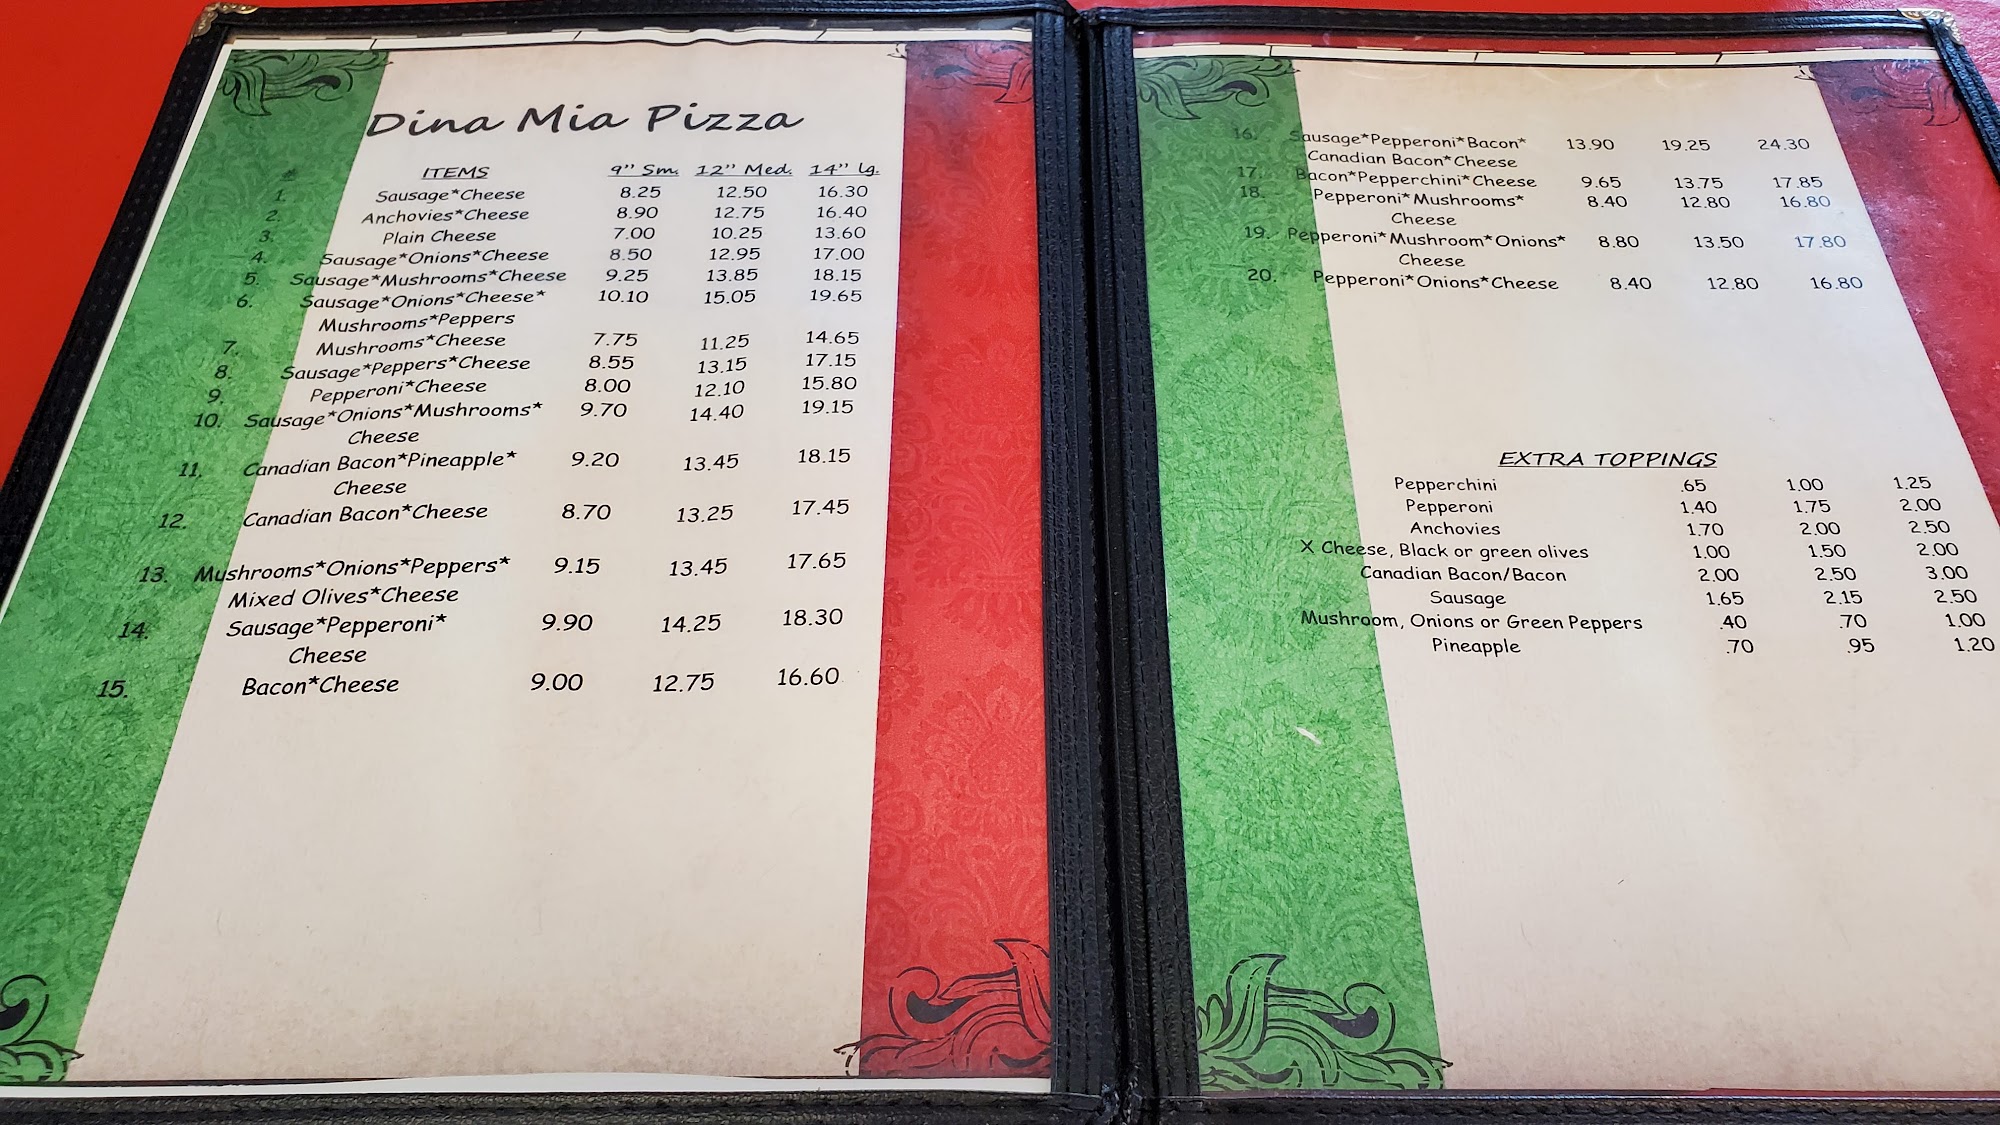 Dina Mia Pizza
# ITEMS 9" Sm. 12" Med. 14" lg.
1. Sausage*Cheese 8.25 12.50 16.30
2. Anchovies*Cheese 8.90 12.75 16.40
3. Plain Cheese 7.00 10.25 13.60
4. Sausage*Onions*Cheese 8.50 12.95 17.00
5. Sausage*Mushrooms*Cheese 9.25 13.85 18.15
6. Sausage*Onions*Cheese* 10.10 15.05 19.65
Mushrooms*Peppers
7. Mushrooms*Cheese 7.75 11.25 14.65
8. Sausage*Peppers*Cheese 8.55 13.15 17.15
9. Pepperoni*Cheese 8.00 12.10 15.80
10. Sausage*Onions*Mushrooms* 9.70 14.40 19.15
Cheese
11. Canadian Bacon*Pineapple* 9.20 13.45 18.15
Cheese
12. Canadian Bacon*Cheese 8.70 13.25 17.45
13. Mushrooms*Onions*Peppers* 9.15 13.45 17.65
Mixed Olives*Cheese
14. Sausage*Pepperoni* 9.90 14.25 18.30
Cheese
15. Bacon*Cheese 9.00 12.75 16.60
16. Sausage*Pepperoni*Bacon* 13.90 19.25 24.30
Canadian Bacon*Cheese
17. Bacon*Pepperchini*Cheese 9.65 13.75 17.85
18. Pepperoni*Mushrooms* 8.40 12.80 16.80
Cheese
19. Pepperoni*Mushroom*Onions* 8.80 13.50 17.80
Cheese
20. Pepperoni*Onions*Cheese 8.40 12.80 16.80
EXTRA TOPPINGS
Pepperchini .65 1.00 1.25
Pepperoni 1.40 1.75 2.00
Anchovies 1.70 2.00 2.50
X Cheese, Black or green olives 1.00 1.50 2.00
Canadian Bacon/Bacon 2.00 2.50 3.00
Sausage 1.65 2.15 2.50
Mushroom, Onions or Green Peppers .40 .70 1.00
Pineapple .70 .95 1.20